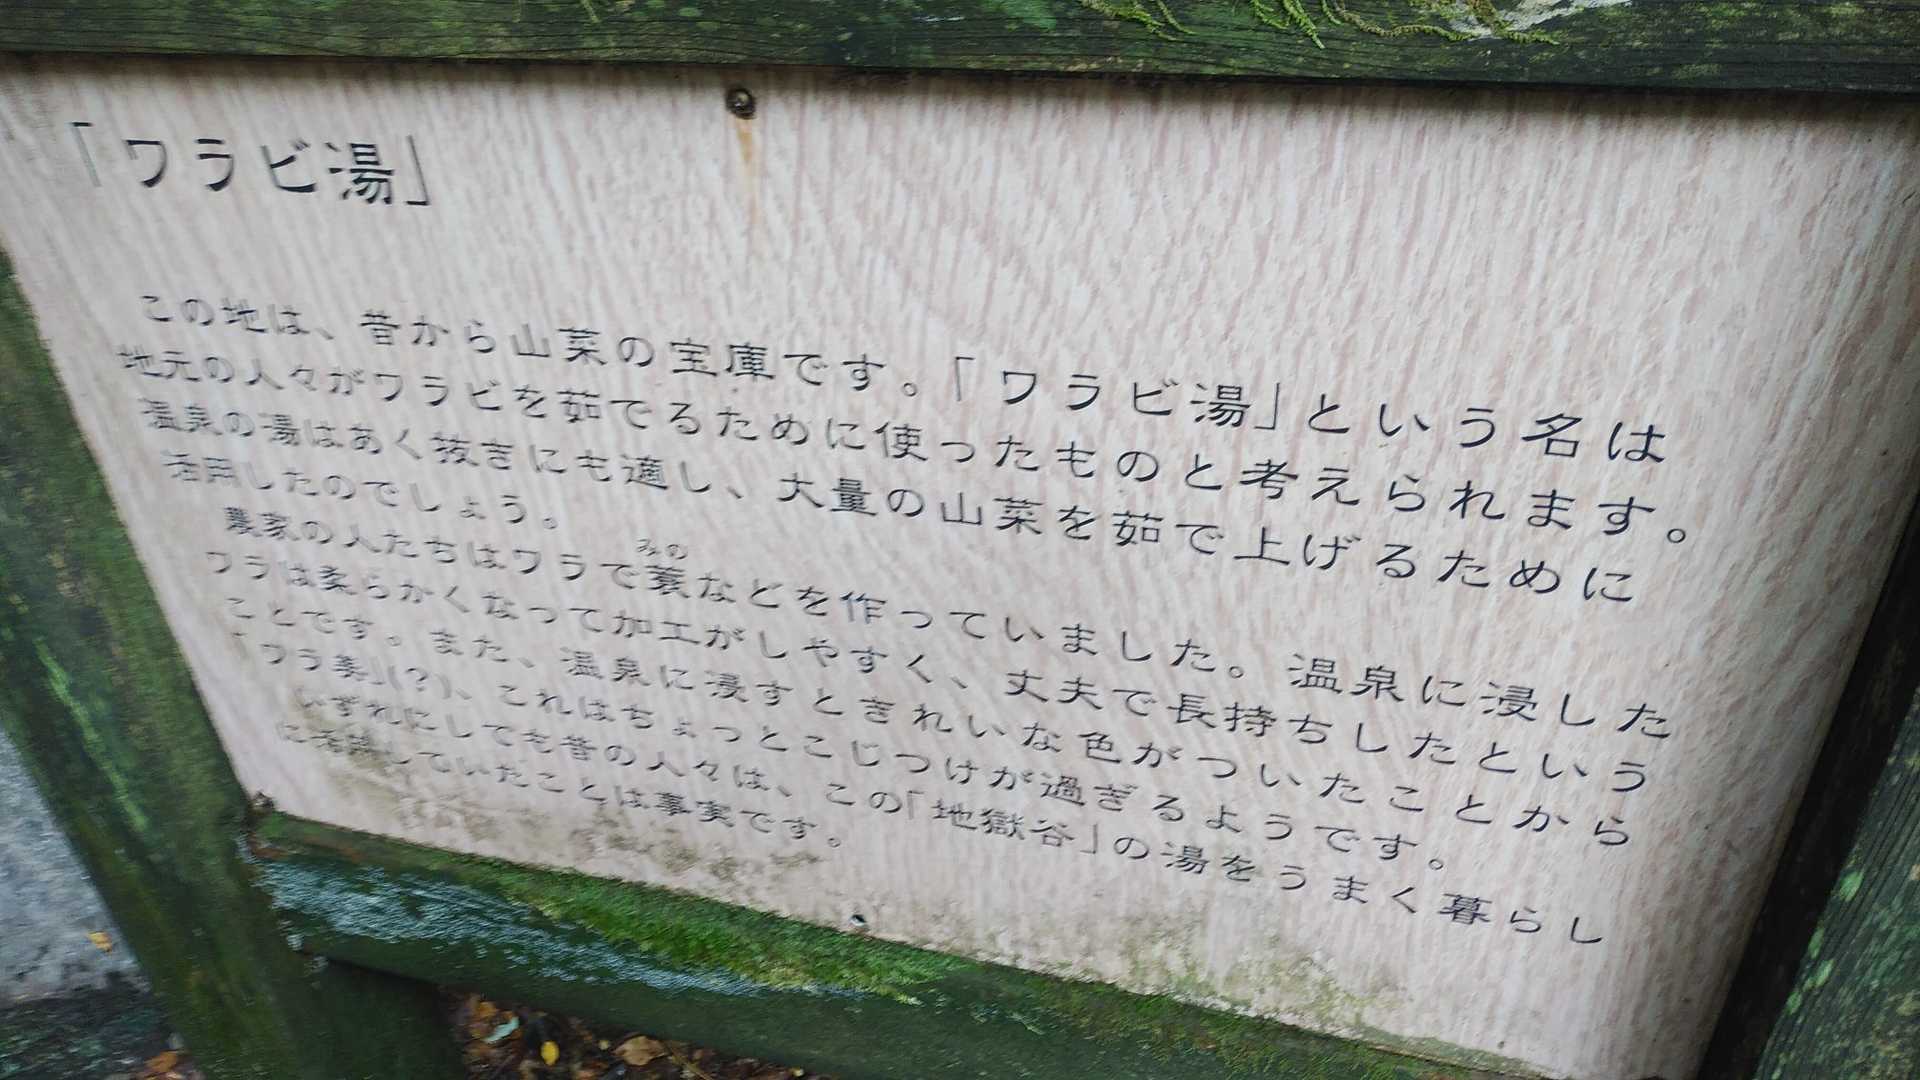 「ワラビ湯」
この地は、昔から山菜の宝庫です。「ワラビ湯」という名は
地元の人々がワラビを茹でるために使ったものと考えられます。
温泉の湯はあく抜きにも適し、大量の山菜を茹で上げるために
活用したのでしょう。
みの
農家の人たちはワラで蓑などを作っていました。温泉に浸した
ワラは柔らかくなって加工がしやすく、丈夫で長持ちしたという
ことです。また、温泉に浸すときれいな色がついたことから
「ワラ美」(?)、これはちょっとこじつけが過ぎるようです。
いずれにしても昔の人々は、この「地獄谷」の湯をうまく暮らし
に活用していたことは事実です。